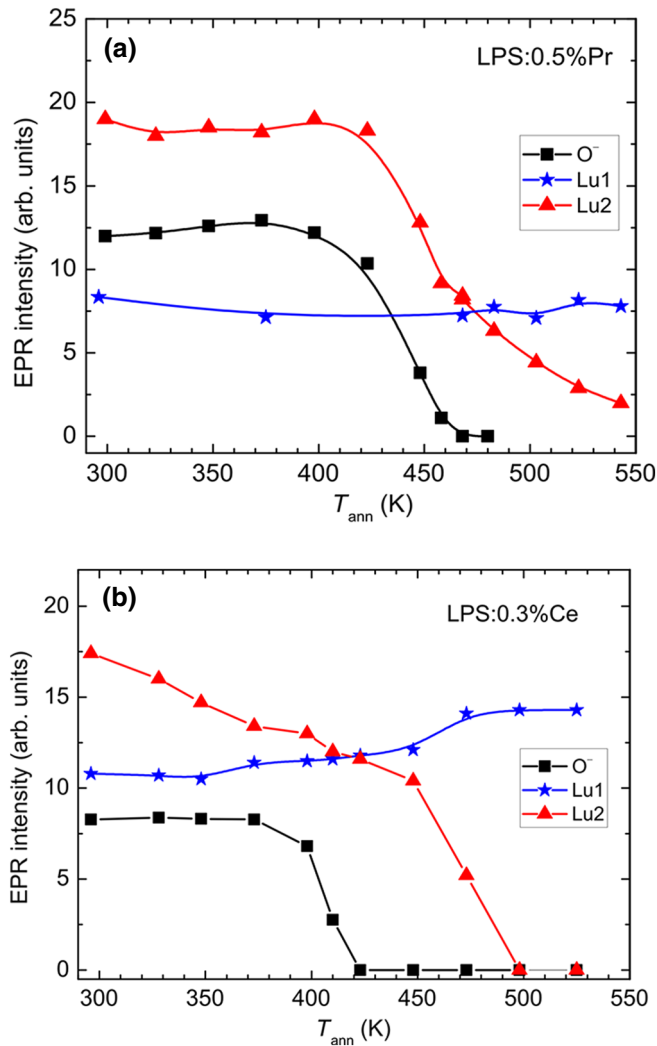 (a)
LPS:0.5%Pr
25
20
15
10
5
0
EPR intensity (arb. units)
O⁻
Lu1
Lu2
300 350 400 450 500 550
T_ann (K)
(b)
LPS:0.3%Ce
20
15
10
5
0
EPR intensity (arb. units)
O⁻
Lu1
Lu2
300 350 400 450 500 550
T_ann (K)